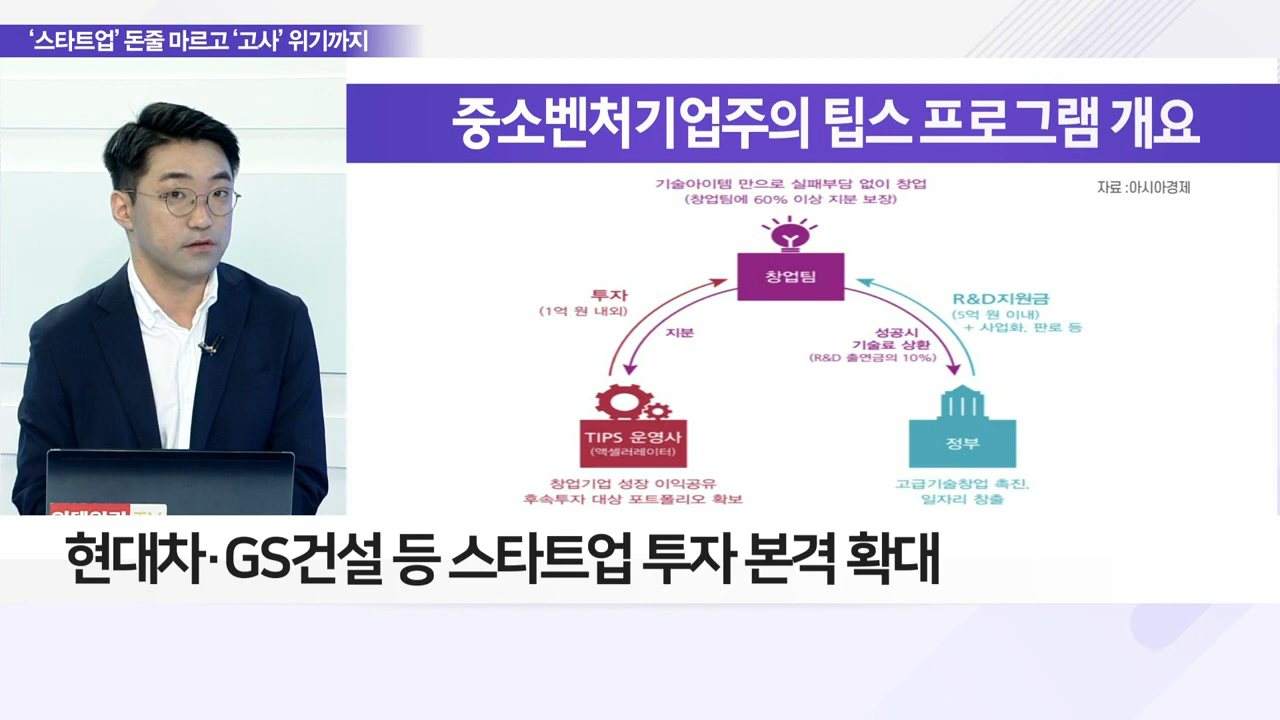 ‘스타트업’ 돈줄 마르고 ‘고사’ 위기까지
중소벤처기업주의 팁스 프로그램 개요
자료 :아시아경제
기술아이템 만으로 실패부담 없이 창업
(창업팀에 60% 이상 지분 보장)
창업팀
투자
(1억 원 내외)
지분
R&D지원금
(5억 원 이내)
+ 사업화, 판로 등
성공시
기술료 상환
(R&D 출연금의 10%)
TIPS 운영사
(액셀러레이터)
창업기업 성장 이익공유
후속투자 대상 포트폴리오 확보
정부
고급기술창업 촉진,
일자리 창출
현대차·GS건설 등 스타트업 투자 본격 확대